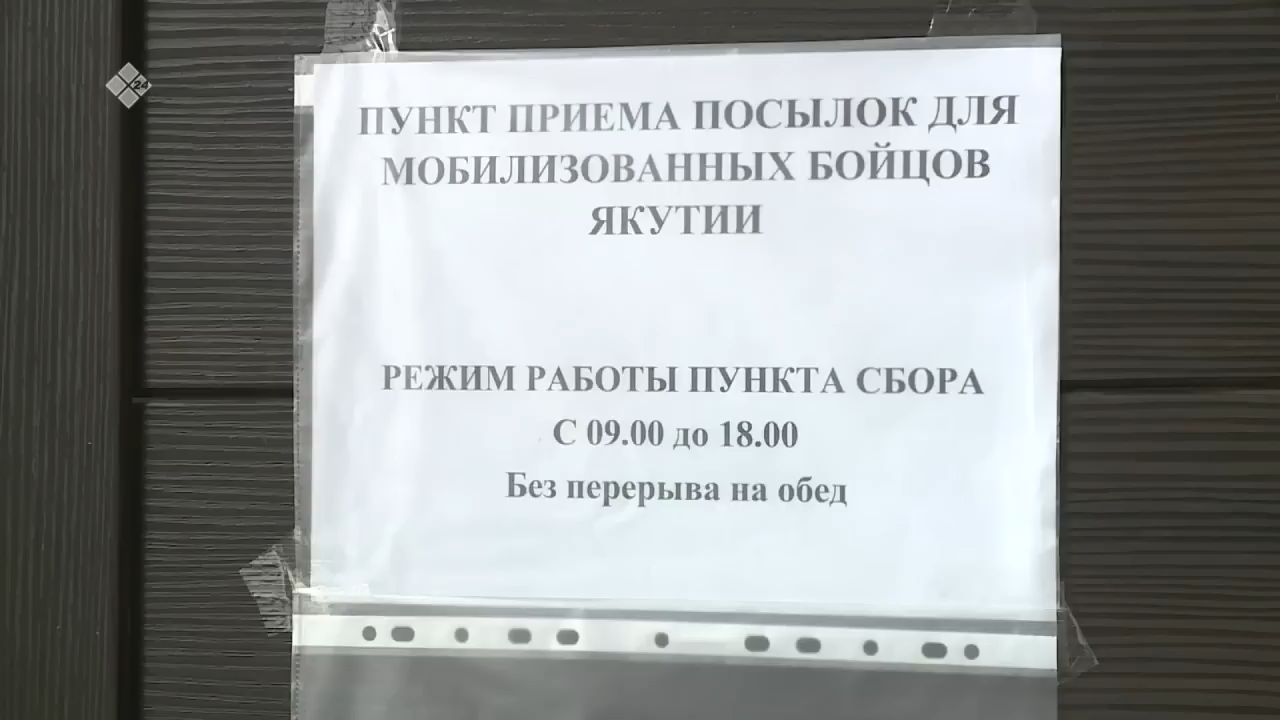 24
ПУНКТ ПРИЕМА ПОСЫЛОК ДЛЯ
МОБИЛИЗОВАННЫХ БОЙЦОВ
ЯКУТИИ
РЕЖИМ РАБОТЫ ПУНКТА СБОРА
С 09.00 до 18.00
Без перерыва на обед